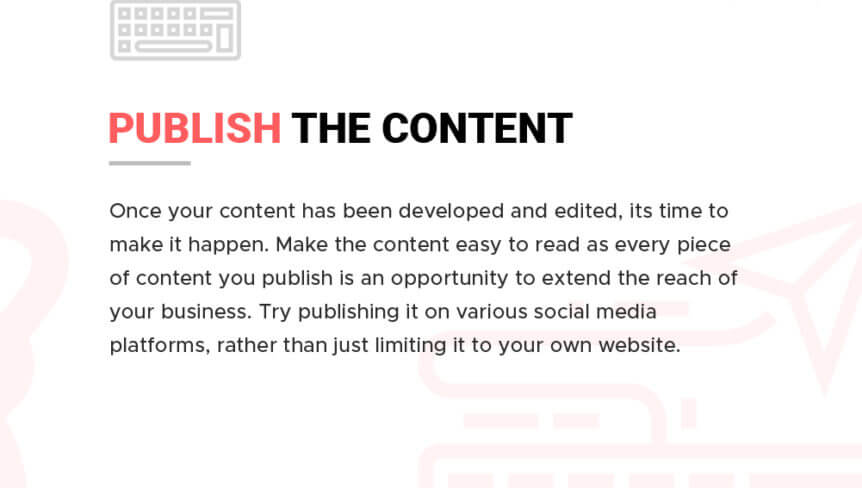 PUBLISH THE CONTENT
Once your content has been developed and edited, its time to
make it happen. Make the content easy to read as every piece
of content you publish is an opportunity to extend the reach of
your business. Try publishing it on various social media
platforms, rather than just limiting it to your own website.